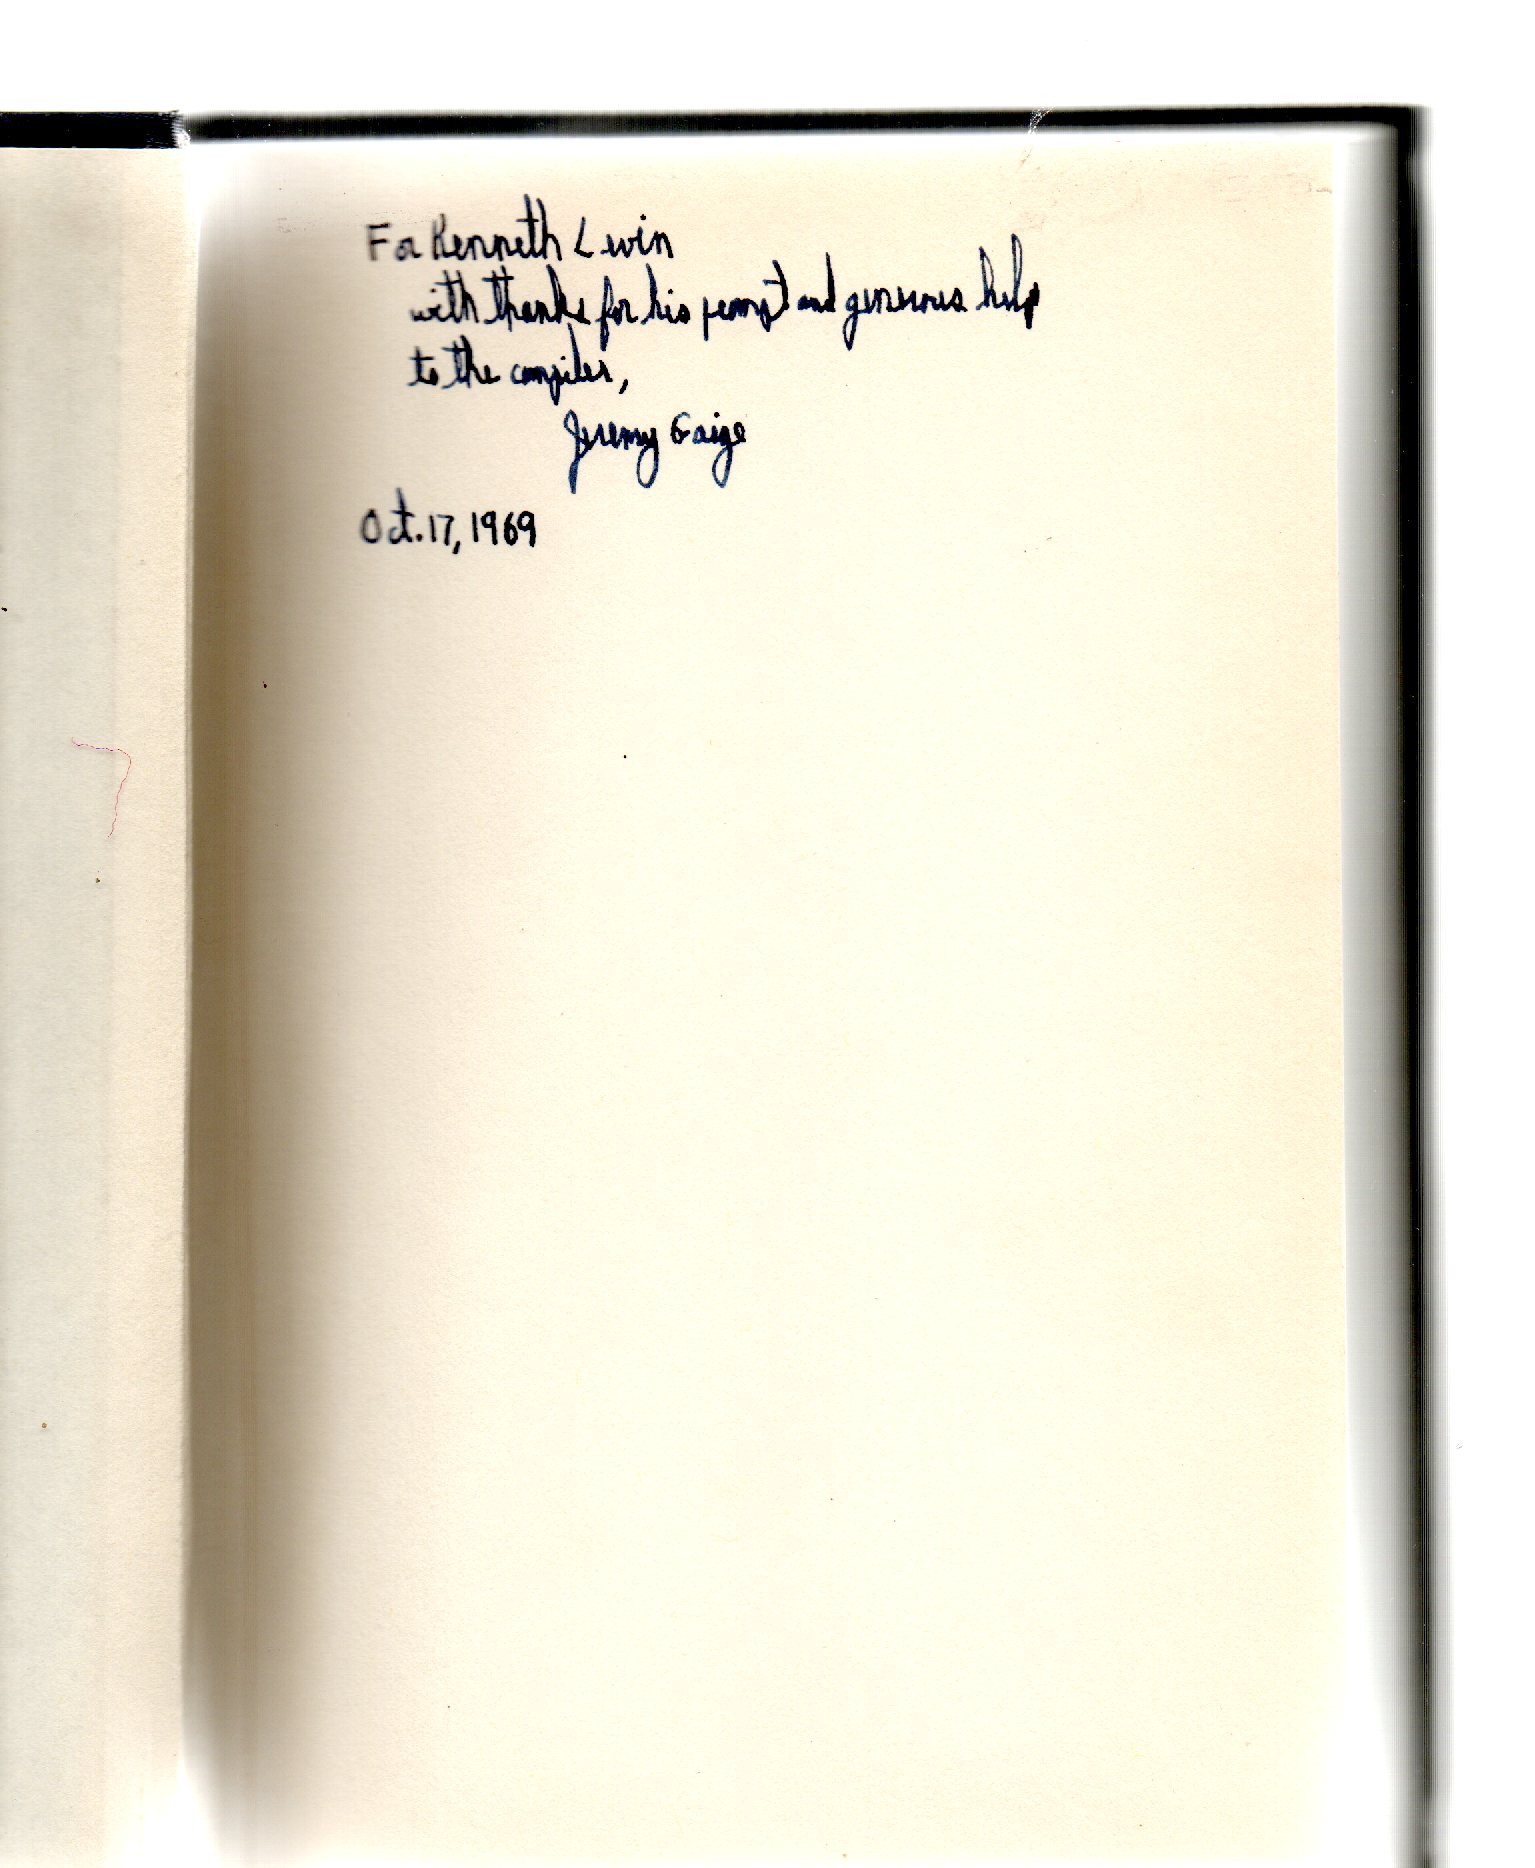 For Kenneth Lewin
with thanks for his prompt and generous help
to the compiler,
Jeremy Gaige
Oct. 17, 1969